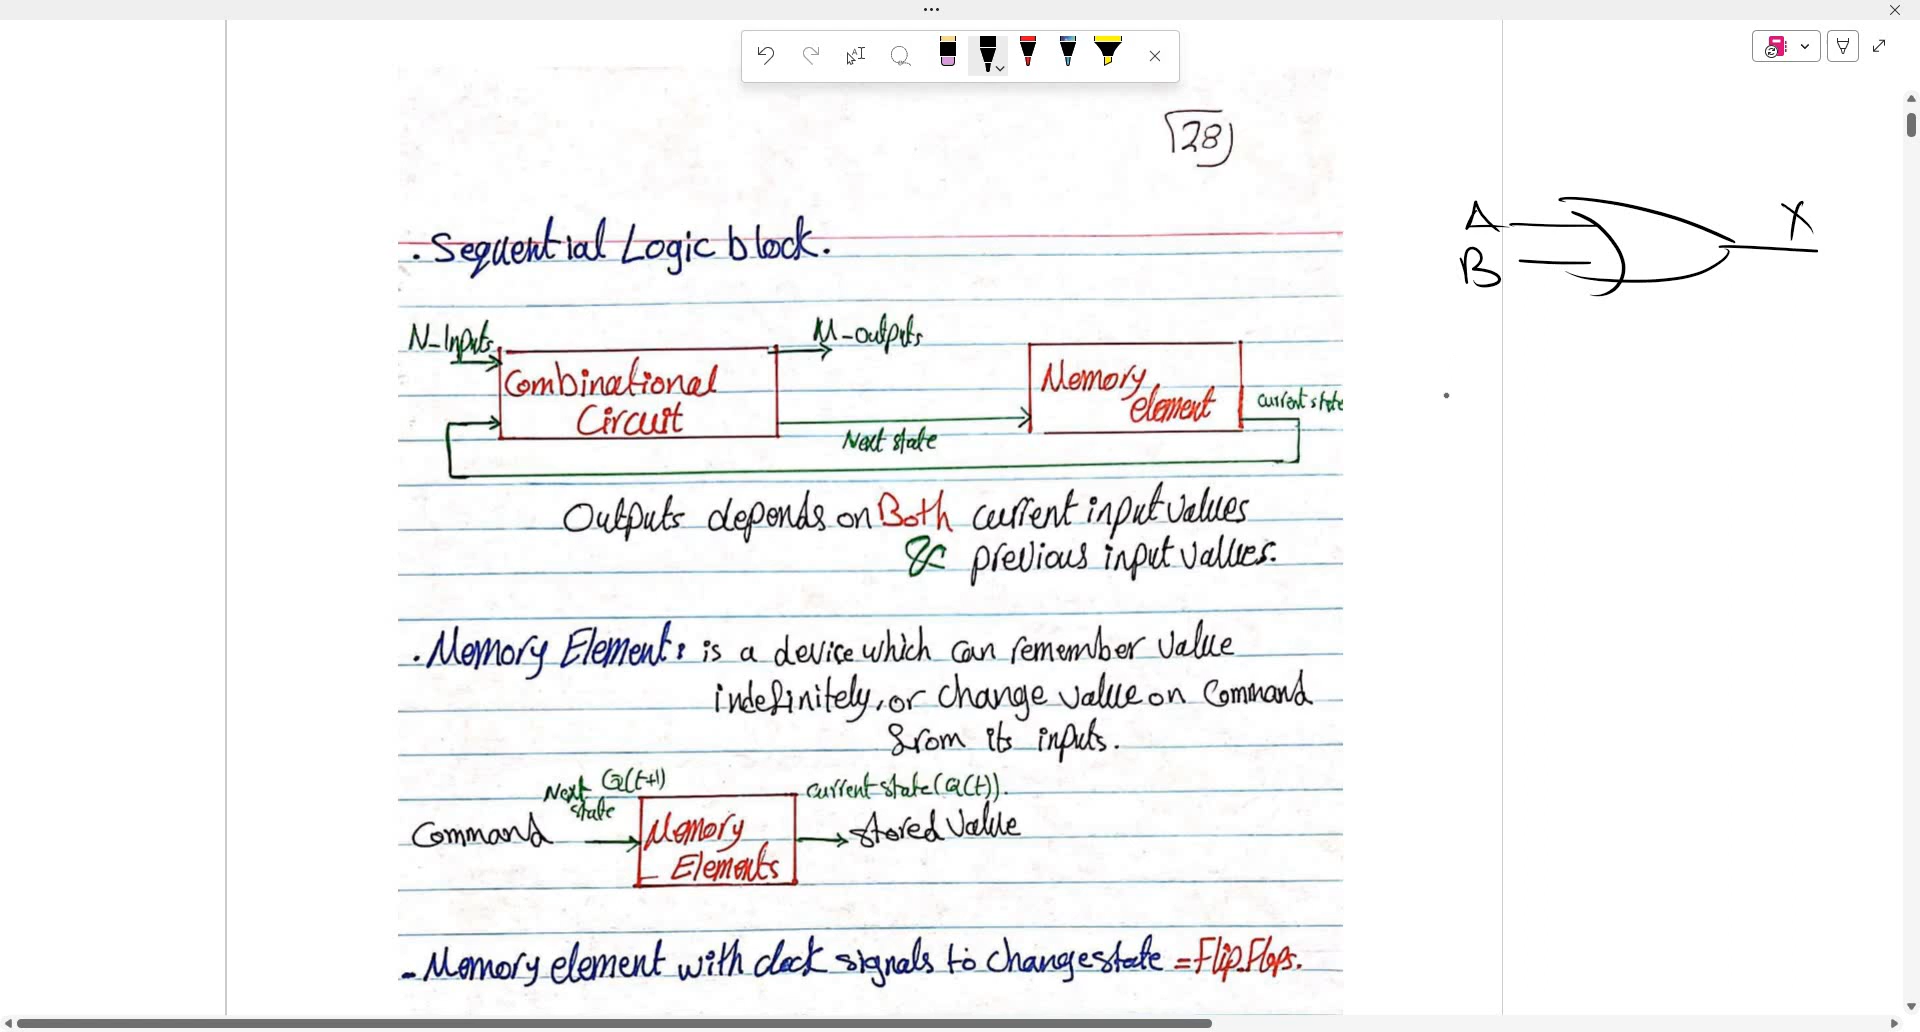 28
. Sequential Logic block.
N-Inputs
M-outputs
Combinational
Circuit
Memory
element
current state
Next state
Outputs depends on Both current input values
& previous input values.
. Memory Element: is a device which can remember value
indefinitely, or change value on Command
from its inputs.
Next Q(t+1)
state
current state (Q(t)).
Command
Memory
Elements
stored value
- Memory element with clock signals to change state = Flip.Flops.
A
B
X